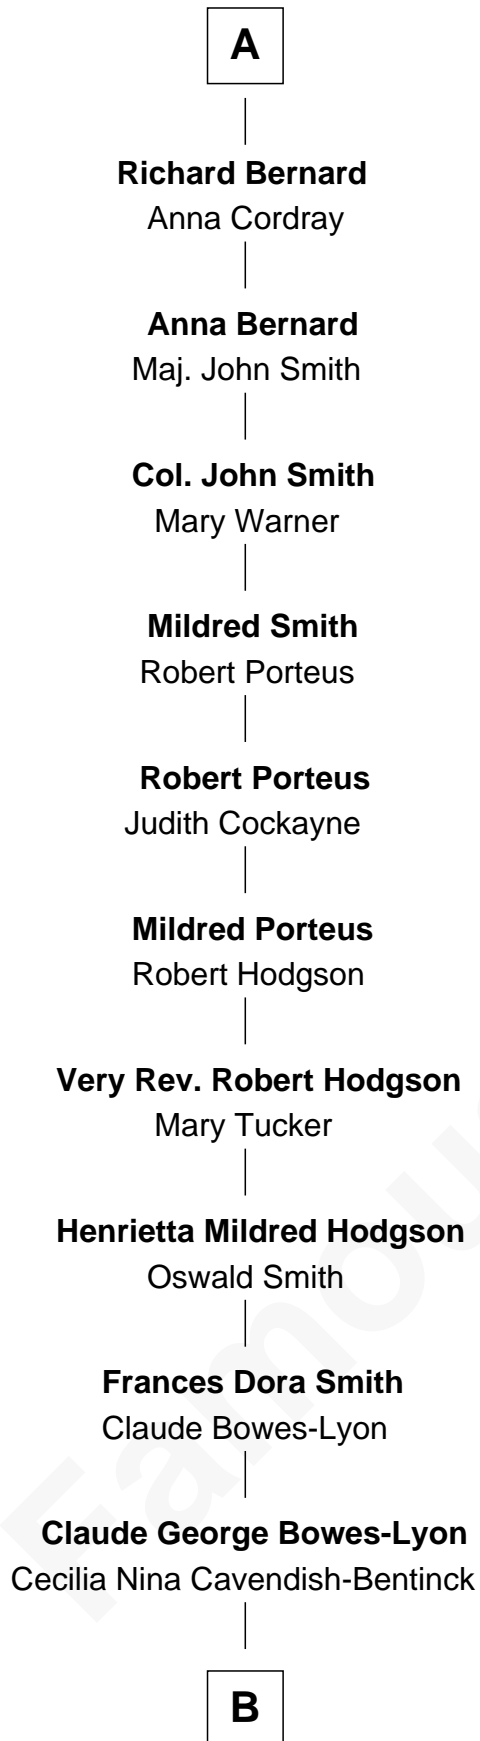 A
Richard Bernard
Anna Cordray
Anna Bernard
Maj. John Smith
Col. John Smith
Mary Warner
Mildred Smith
Robert Porteus
Robert Porteus
Judith Cockayne
Mildred Porteus
Robert Hodgson
Very Rev. Robert Hodgson
Mary Tucker
Henrietta Mildred Hodgson
Oswald Smith
Frances Dora Smith
Claude Bowes-Lyon
Claude George Bowes-Lyon
Cecilia Nina Cavendish-Bentinck
B